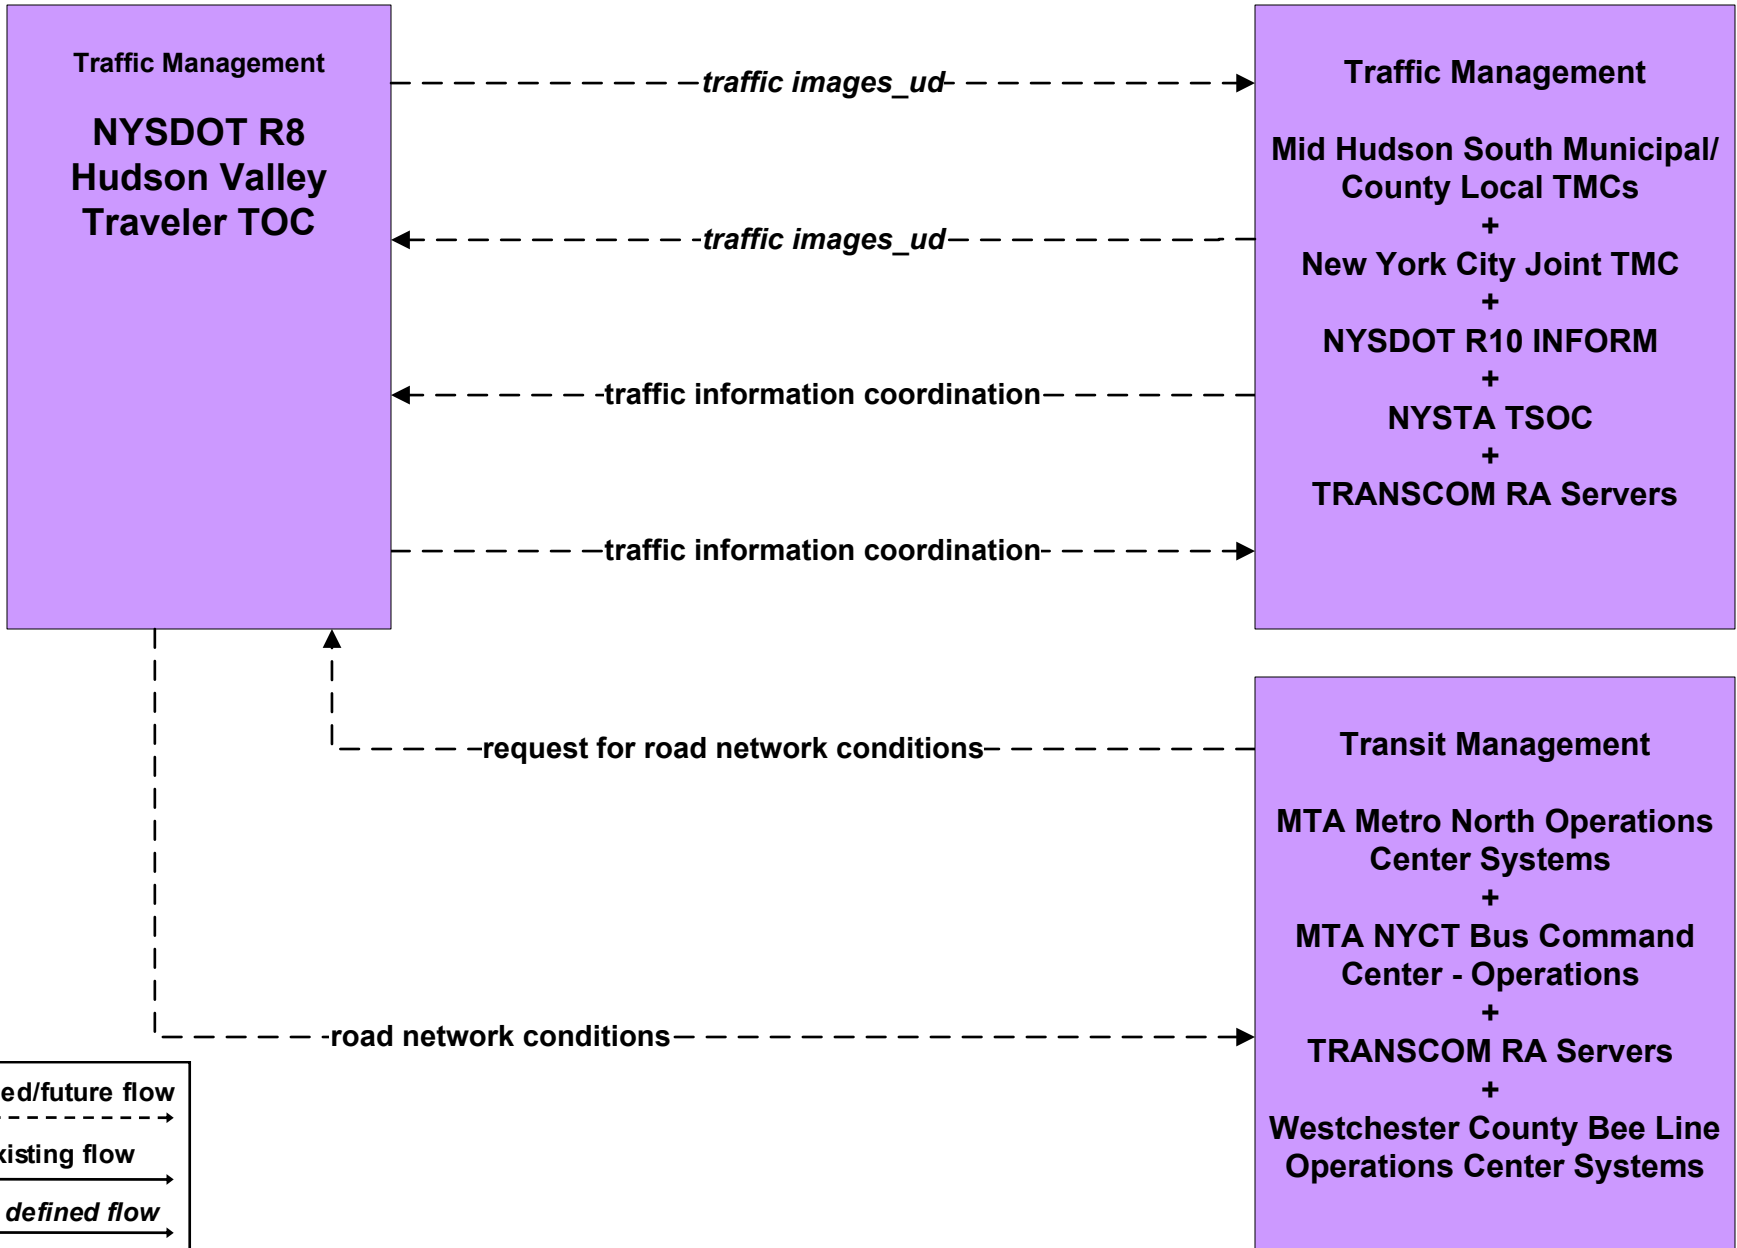 Traffic Management
NYSDOT R8
Hudson Valley
Traveler TOC
traffic images_ud
traffic images_ud
traffic information coordination
traffic information coordination
Traffic Management
Mid Hudson South Municipal/
County Local TMCs
+
New York City Joint TMC
+
NYSDOT R10 INFORM
+
NYSTA TSOC
+
TRANSCOM RA Servers
request for road network conditions
road network conditions
Transit Management
MTA Metro North Operations
Center Systems
+
MTA NYCT Bus Command
Center - Operations
+
TRANSCOM RA Servers
+
Westchester County Bee Line
Operations Center Systems
ed/future flow
xisting flow
defined flow